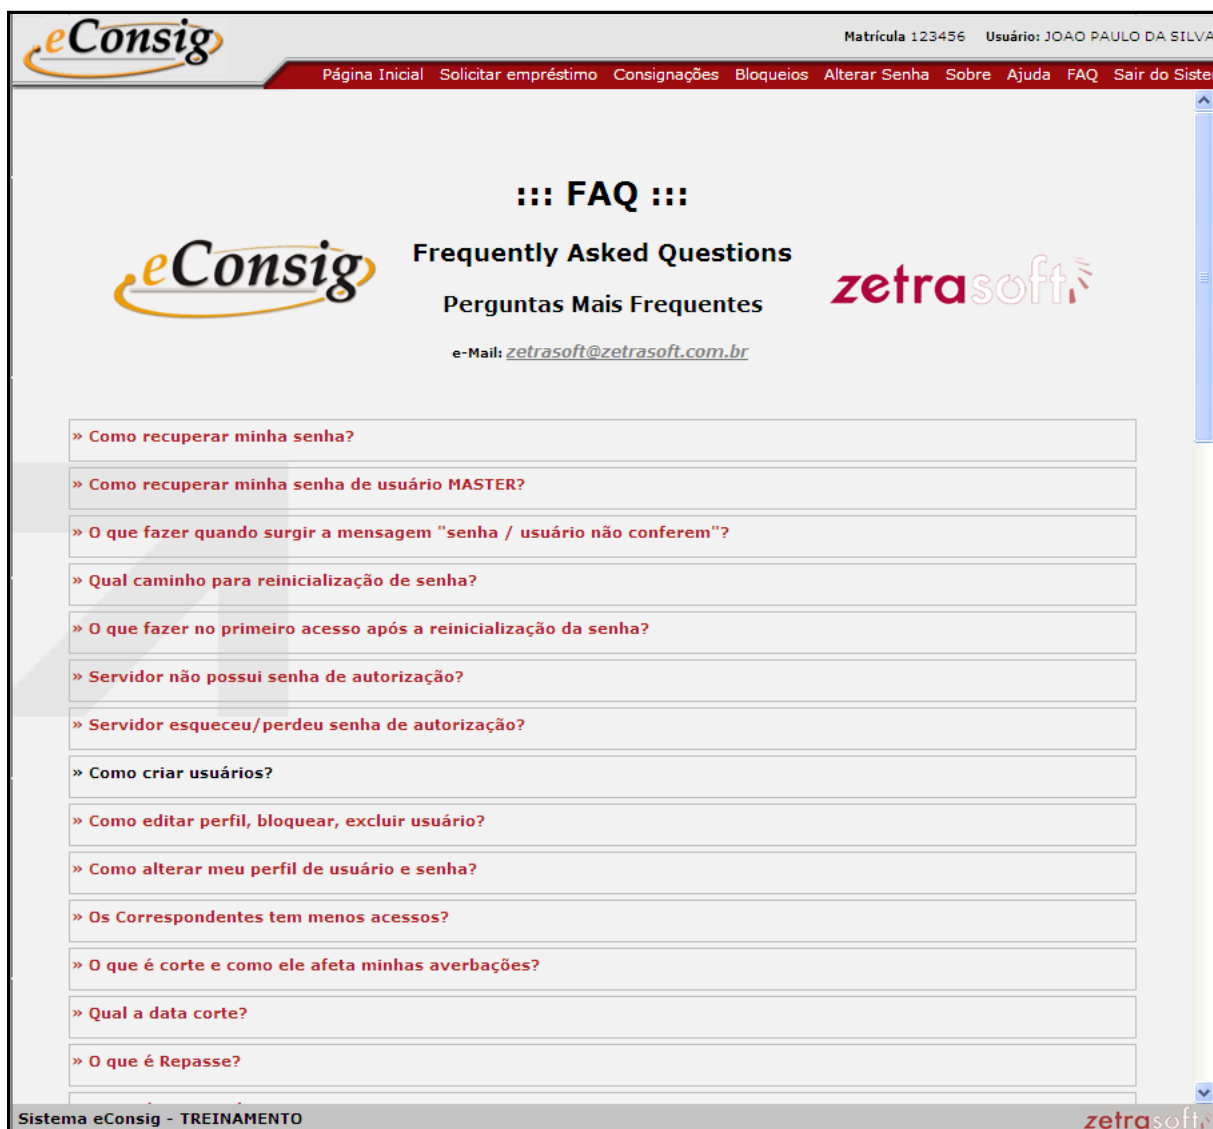 eConsig
Matrícula 123456 Usuário: JOAO PAULO DA SILVA
Página Inicial Solicitar empréstimo Consignações Bloqueios Alterar Senha Sobre Ajuda FAQ Sair do Siste
::: FAQ :::
eConsig
Frequently Asked Questions
zetrasoft
Perguntas Mais Frequentes
e-Mail: zetrasoft@zetrasoft.com.br
» Como recuperar minha senha?
» Como recuperar minha senha de usuário MASTER?
» O que fazer quando surgir a mensagem "senha / usuário não conferem"?
» Qual caminho para reinicialização de senha?
» O que fazer no primeiro acesso após a reinicialização da senha?
» Servidor não possui senha de autorização?
» Servidor esqueceu/perdeu senha de autorização?
» Como criar usuários?
» Como editar perfil, bloquear, excluir usuário?
» Como alterar meu perfil de usuário e senha?
» Os Correspondentes tem menos acessos?
» O que é corte e como ele afeta minhas averbações?
» Qual a data corte?
» O que é Repasse?
Sistema eConsig - TREINAMENTO
zetrasoft